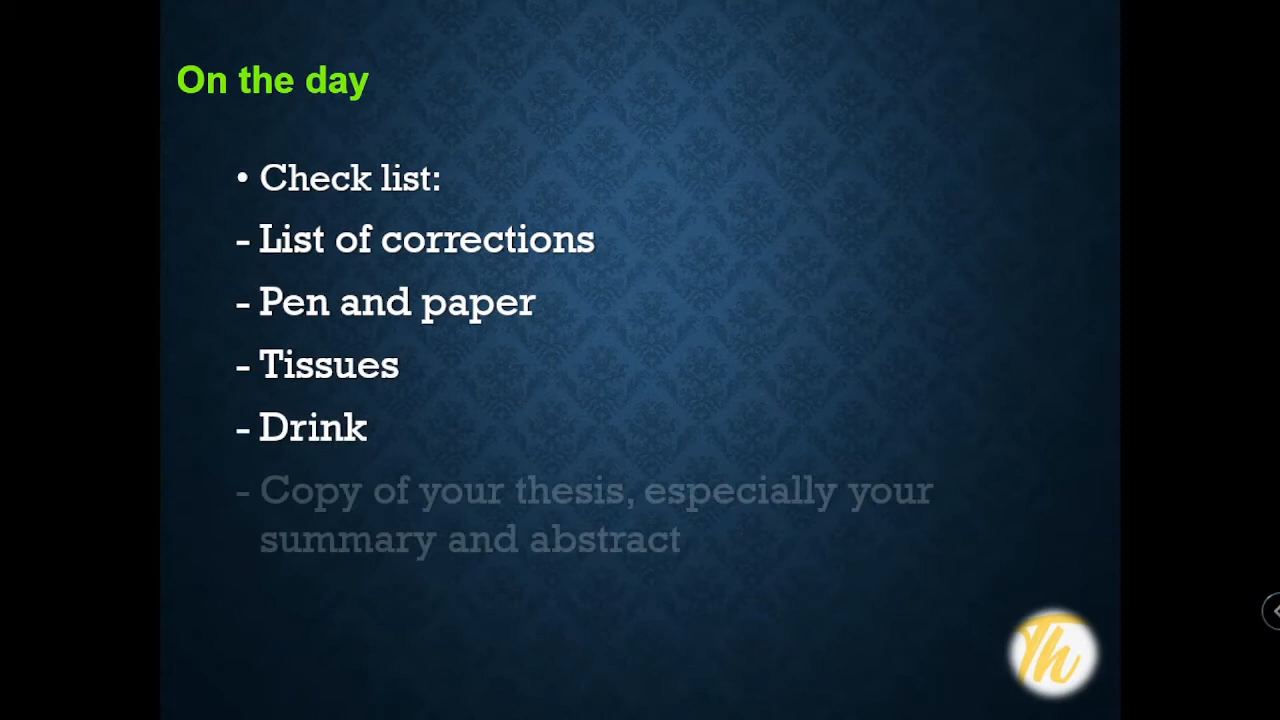 On the day
• Check list:
- List of corrections
- Pen and paper
- Tissues
- Drink
- Copy of your thesis, especially your
summary and abstract
Th